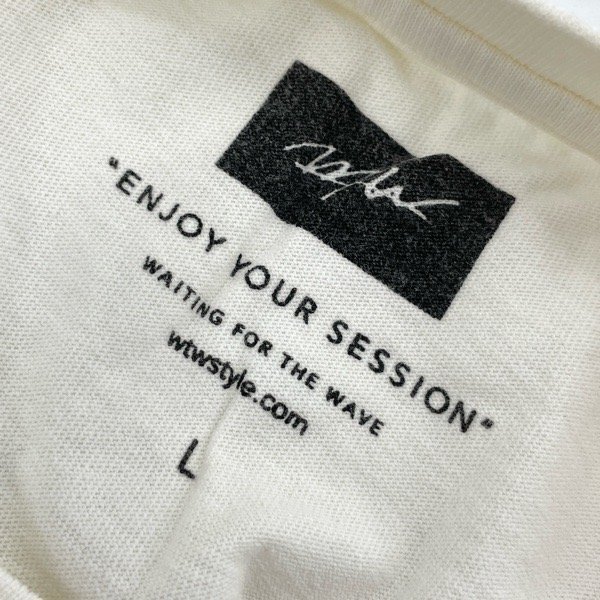 "ENJOY YOUR SESSION"
WAITING FOR THE WAVE
wtwstyle.com
L